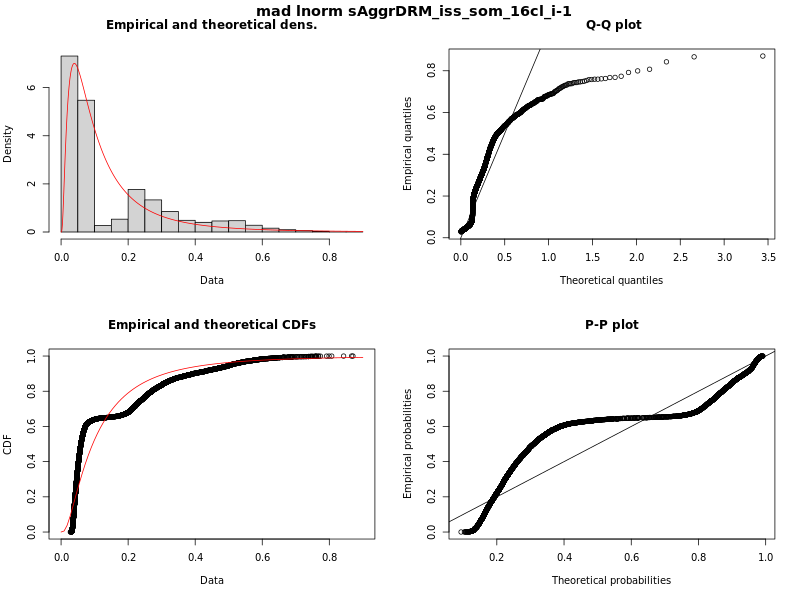 mad lnorm sAggrDRM_iss_som_16cl_i-1
Empirical and theoretical dens.
Density
0 2 4 6
0.0 0.2 0.4 0.6 0.8
Data
Q-Q plot
Empirical quantiles
0.0 0.2 0.4 0.6 0.8
0.0 0.5 1.0 1.5 2.0 2.5 3.0 3.5
Theoretical quantiles
Empirical and theoretical CDFs
CDF
0.0 0.2 0.4 0.6 0.8 1.0
0.0 0.2 0.4 0.6 0.8
Data
P-P plot
Empirical probabilities
0.0 0.2 0.4 0.6 0.8 1.0
0.2 0.4 0.6 0.8 1.0
Theoretical probabilities